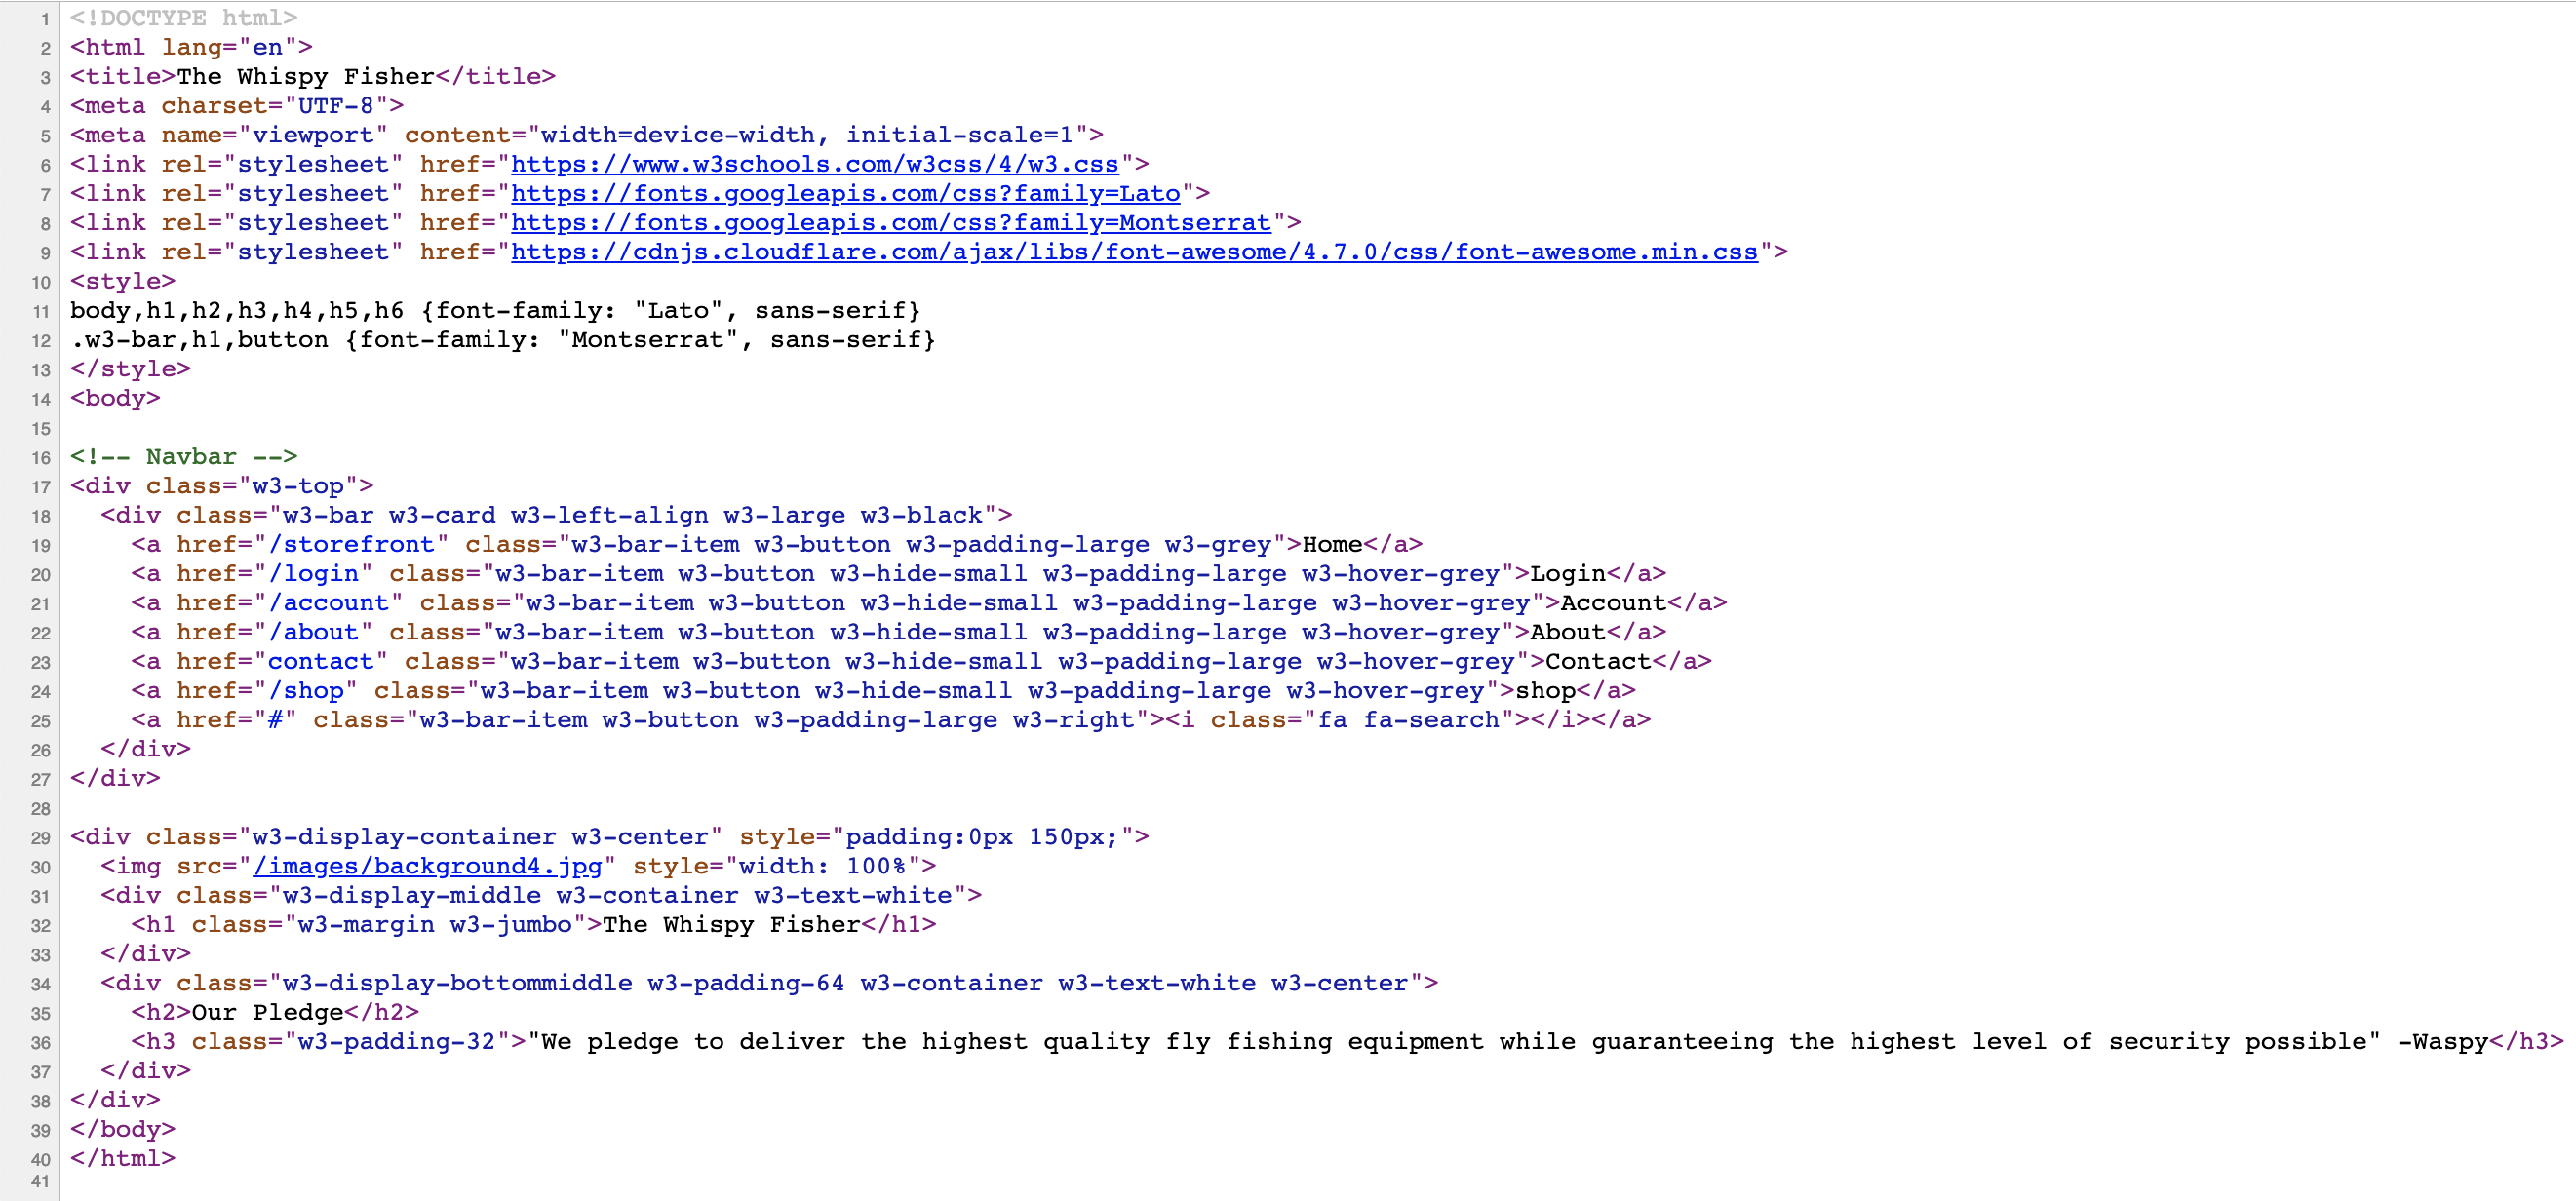 1 <!DOCTYPE html>
2 <html lang="en">
3 <title>The Whispy Fisher</title>
4 <meta charset="UTF-8">
5 <meta name="viewport" content="width=device-width, initial-scale=1">
6 <link rel="stylesheet" href="https://www.w3schools.com/w3css/4/w3.css">
7 <link rel="stylesheet" href="https://fonts.googleapis.com/css?family=Lato">
8 <link rel="stylesheet" href="https://fonts.googleapis.com/css?family=Montserrat">
9 <link rel="stylesheet" href="https://cdnjs.cloudflare.com/ajax/libs/font-awesome/4.7.0/css/font-awesome.min.css">
10 <style>
11 body,h1,h2,h3,h4,h5,h6 {font-family: "Lato", sans-serif}
12 .w3-bar,h1,button {font-family: "Montserrat", sans-serif}
13 </style>
14 <body>
15
16 <!-- Navbar -->
17 <div class="w3-top">
18   <div class="w3-bar w3-card w3-left-align w3-large w3-black">
19     <a href="/storefront" class="w3-bar-item w3-button w3-padding-large w3-grey">Home</a>
20     <a href="/login" class="w3-bar-item w3-button w3-hide-small w3-padding-large w3-hover-grey">Login</a>
21     <a href="/account" class="w3-bar-item w3-button w3-hide-small w3-padding-large w3-hover-grey">Account</a>
22     <a href="/about" class="w3-bar-item w3-button w3-hide-small w3-padding-large w3-hover-grey">About</a>
23     <a href="contact" class="w3-bar-item w3-button w3-hide-small w3-padding-large w3-hover-grey">Contact</a>
24     <a href="/shop" class="w3-bar-item w3-button w3-hide-small w3-padding-large w3-hover-grey">shop</a>
25     <a href="#" class="w3-bar-item w3-button w3-padding-large w3-right"><i class="fa fa-search"></i></a>
26   </div>
27 </div>
28
29 <div class="w3-display-container w3-center" style="padding:0px 150px;">
30   <img src="/images/background4.jpg" style="width: 100%">
31   <div class="w3-display-middle w3-container w3-text-white">
32     <h1 class="w3-margin w3-jumbo">The Whispy Fisher</h1>
33   </div>
34   <div class="w3-display-bottommiddle w3-padding-64 w3-container w3-text-white w3-center">
35     <h2>Our Pledge</h2>
36     <h3 class="w3-padding-32">"We pledge to deliver the highest quality fly fishing equipment while guaranteeing the highest level of security possible" -Waspy</h3>
37   </div>
38 </div>
39 </body>
40 </html>
41